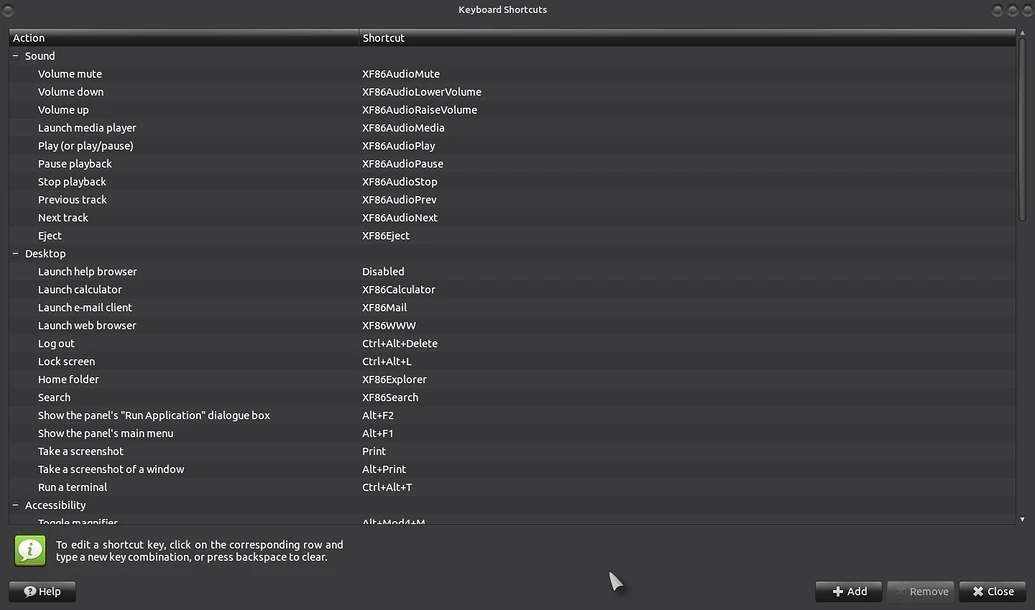 Keyboard Shortcuts
Action Shortcut
Sound
Volume mute XF86AudioMute
Volume down XF86AudioLowerVolume
Volume up XF86AudioRaiseVolume
Launch media player XF86AudioMedia
Play (or play/pause) XF86AudioPlay
Pause playback XF86AudioPause
Stop playback XF86AudioStop
Previous track XF86AudioPrev
Next track XF86AudioNext
Eject XF86Eject
Desktop
Launch help browser Disabled
Launch calculator XF86Calculator
Launch e-mail client XF86Mail
Launch web browser XF86WWW
Log out Ctrl+Alt+Delete
Lock screen Ctrl+Alt+L
Home folder XF86Explorer
Search XF86Search
Show the panel's "Run Application" dialogue box Alt+F2
Show the panel's main menu Alt+F1
Take a screenshot Print
Take a screenshot of a window Alt+Print
Run a terminal Ctrl+Alt+T
Accessibility
Toggle magnifier Alt+Mod4+M
To edit a shortcut key, click on the corresponding row and
type a new key combination, or press backspace to clear.
Help Add Remove Close